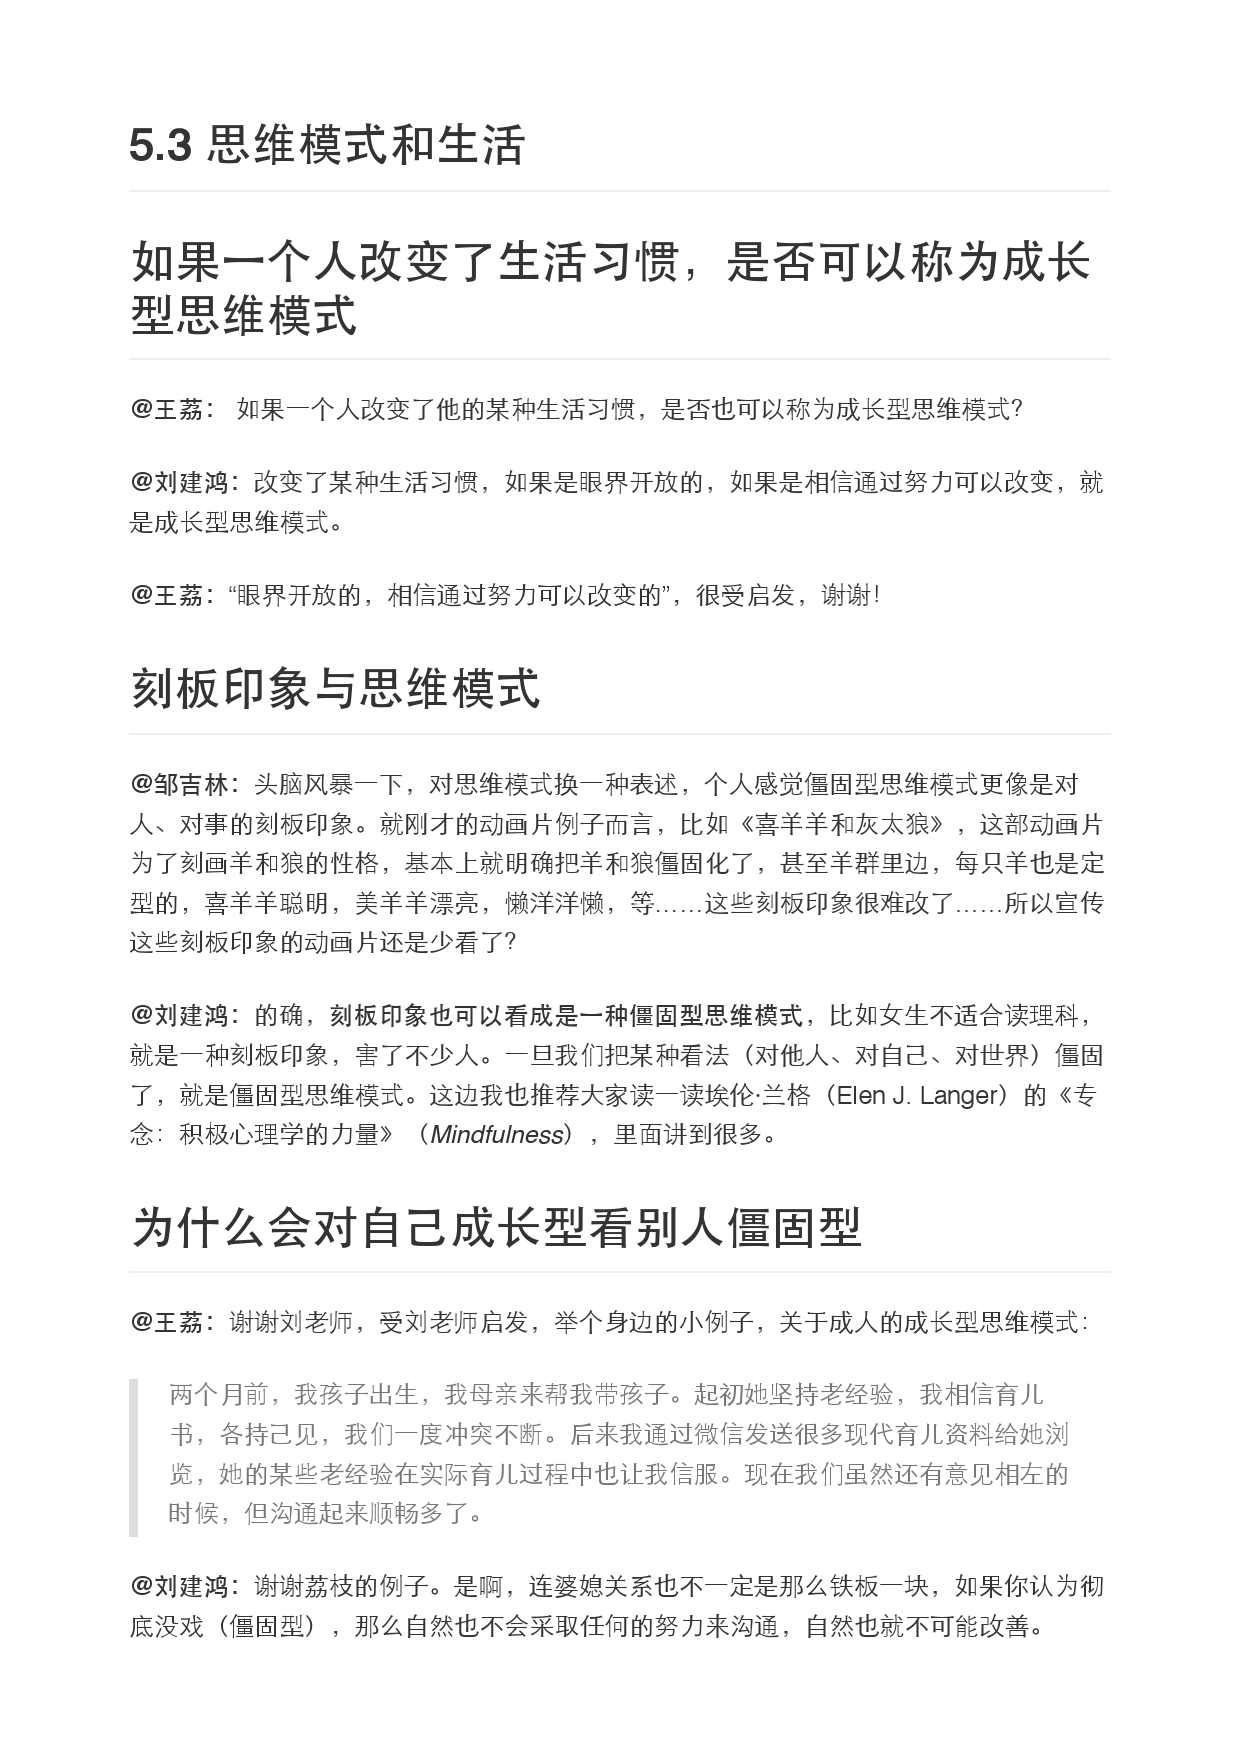 5.3 思维模式和生活
如果一个人改变了生活习惯，是否可以称为成长
型思维模式
@王荔： 如果一个人改变了他的某种生活习惯，是否也可以称为成长型思维模式？
@刘建鸿：改变了某种生活习惯，如果是眼界开放的，如果是相信通过努力可以改变，就
是成长型思维模式。
@王荔：“眼界开放的，相信通过努力可以改变的”，很受启发，谢谢！
刻板印象与思维模式
@邹吉林：头脑风暴一下，对思维模式换一种表述，个人感觉僵固型思维模式更像是对
人、对事的刻板印象。就刚才的动画片例子而言，比如《喜羊羊和灰太狼》，这部动画片
为了刻画羊和狼的性格，基本上就明确把羊和狼僵固化了，甚至羊群里边，每只羊也是定
型的，喜羊羊聪明，美羊羊漂亮，懒洋洋懒，等……这些刻板印象很难改了……所以宣传
这些刻板印象的动画片还是少看了？
@刘建鸿：的确，刻板印象也可以看成是一种僵固型思维模式，比如女生不适合读理科，
就是一种刻板印象，害了不少人。一旦我们把某种看法（对他人、对自己、对世界）僵固
了，就是僵固型思维模式。这边我也推荐大家读一读埃伦·兰格（Elen J. Langer）的《专
念：积极心理学的力量》（Mindfulness），里面讲到很多。
为什么会对自己成长型看别人僵固型
@王荔：谢谢刘老师，受刘老师启发，举个身边的小例子，关于成人的成长型思维模式：
两个月前，我孩子出生，我母亲来帮我带孩子。起初她坚持老经验，我相信育儿
书，各持己见，我们一度冲突不断。后来我通过微信发送很多现代育儿资料给她浏
览，她的某些老经验在实际育儿过程中也让我信服。现在我们虽然还有意见相左的
时候，但沟通起来顺畅多了。
@刘建鸿：谢谢荔枝的例子。是啊，连婆媳关系也不一定是那么铁板一块，如果你认为彻
底没戏（僵固型），那么自然也不会采取任何的努力来沟通，自然也就不可能改善。